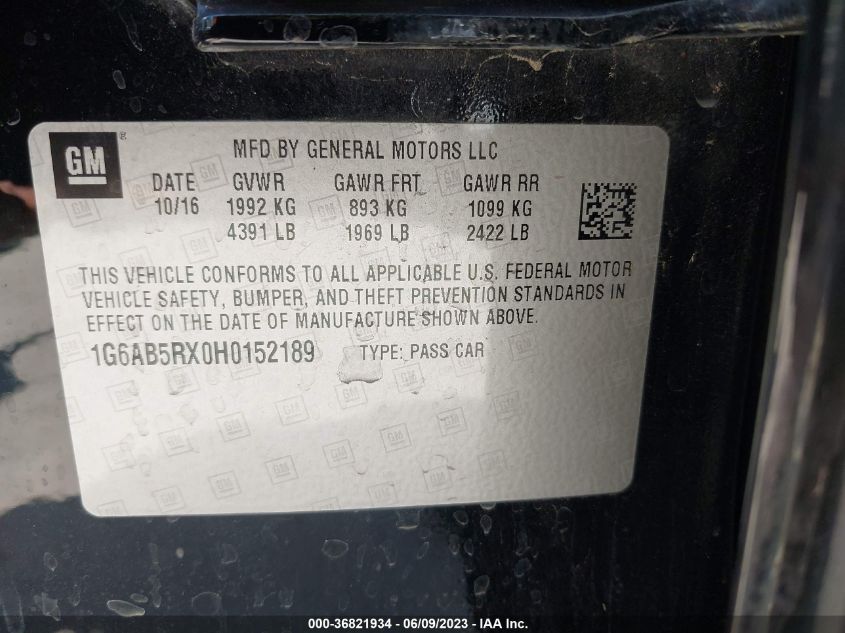 GM
MFD BY GENERAL MOTORS LLC
DATE GVWR GAWR FRT GAWR RR
10/16 1992 KG 893 KG 1099 KG
4391 LB 1969 LB 2422 LB
THIS VEHICLE CONFORMS TO ALL APPLICABLE U.S. FEDERAL MOTOR
VEHICLE SAFETY, BUMPER, AND THEFT PREVENTION STANDARDS IN
EFFECT ON THE DATE OF MANUFACTURE SHOWN ABOVE.
1G6AB5RX0H0152189 TYPE: PASS CAR
000-36821934 - 06/09/2023 - IAA Inc.